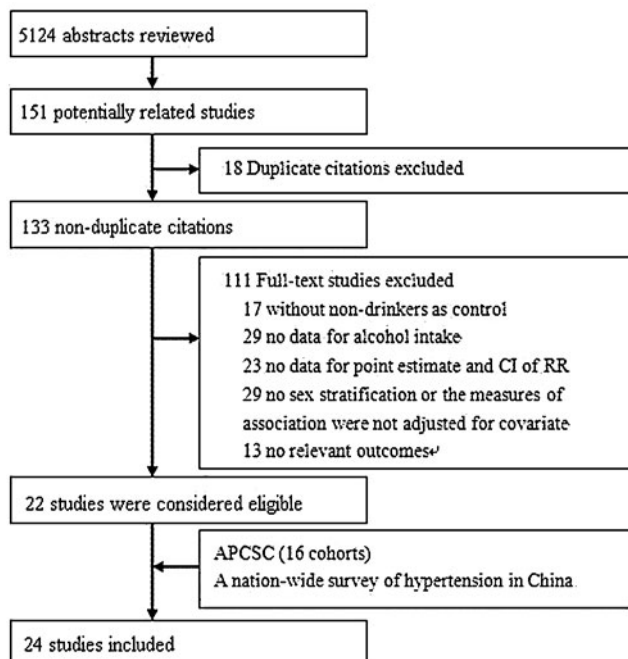 5124 abstracts reviewed
151 potentially related studies
18 Duplicate citations excluded
133 non-duplicate citations
111 Full-text studies excluded
17 without non-drinkers as control
29 no data for alcohol intake
23 no data for point estimate and CI of RR
29 no sex stratification or the measures of
association were not adjusted for covariate
13 no relevant outcomes↵
22 studies were considered eligible
APCSC (16 cohorts)
A nation-wide survey of hypertension in China
24 studies included